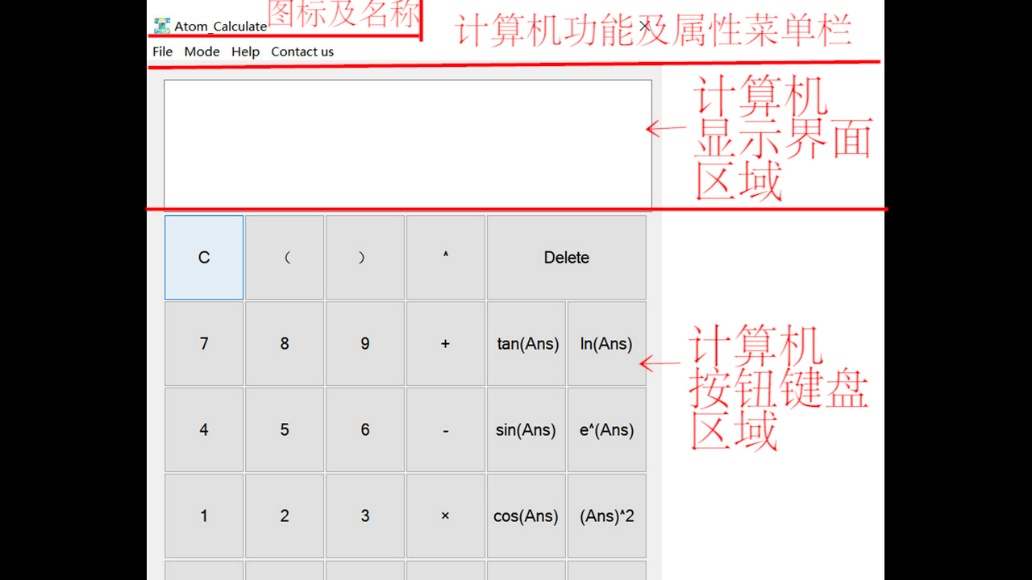 Atom_Calculate
图标及名称
File Mode Help Contact us
计算机功能及属性菜单栏
计算机
显示界面
区域
C ( ) ^ Delete
7 8 9 + tan(Ans) ln(Ans)
计算机
按钮键盘
区域
4 5 6 - sin(Ans) e^(Ans)
1 2 3 × cos(Ans) (Ans)^2